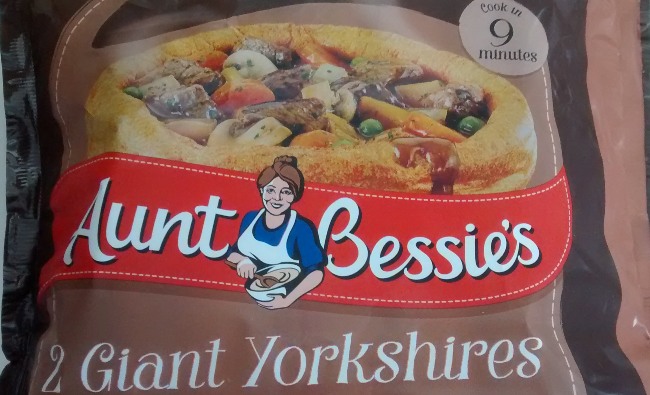 Cook in
9
minutes
Aunt Bessie's
2 Giant Yorkshires